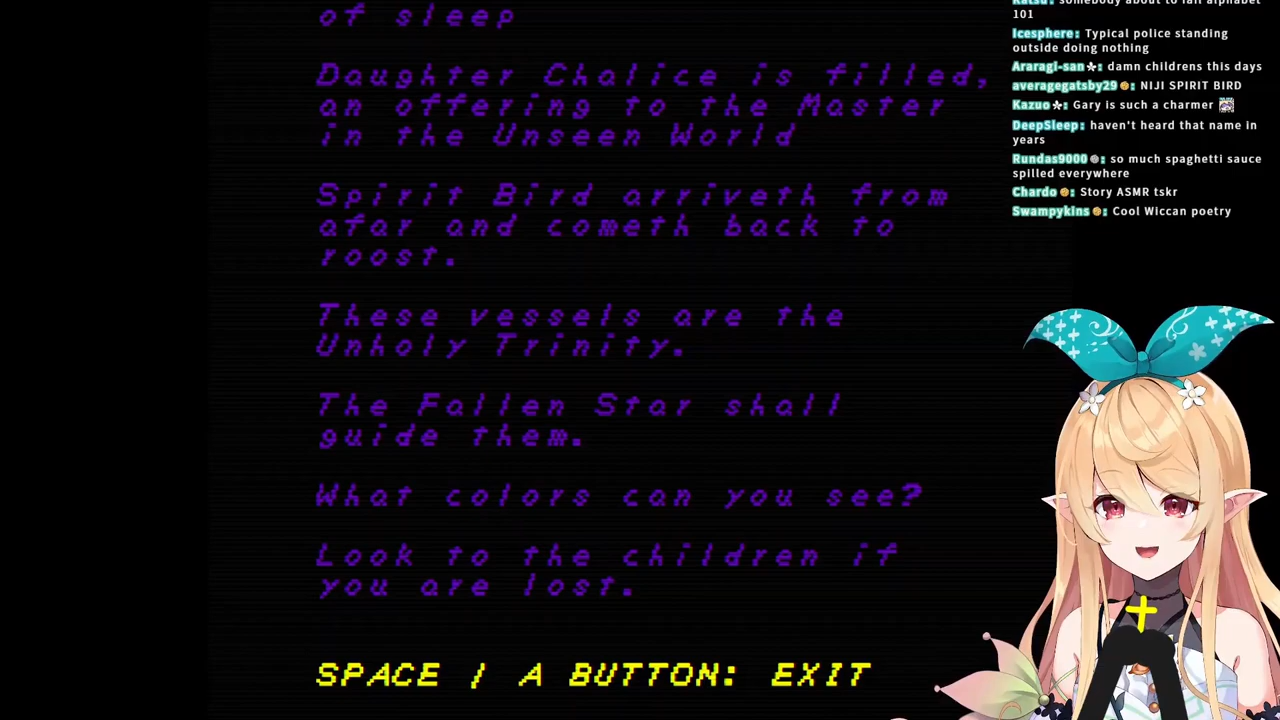 of sleep
Daughter Chalice is filled,
an offering to the Master
in the Unseen World
Spirit Bird arriveth from
afar and cometh back to
roost.
These vessels are the
Unholy Trinity.
The Fallen Star shall
guide them.
What colors can you see?
Look to the children if
you are lost.
SPACE / A BUTTON: EXIT
Katsu: somebody about to fail alphabet
101
Icesphere: Typical police standing
outside doing nothing
Araragi-san: damn childrens this days
averagegatsby29: NIJI SPIRIT BIRD
Kazuo: Gary is such a charmer
DeepSleep: haven't heard that name in
years
Rundas9000: so much spaghetti sauce
spilled everywhere
Chardo: Story ASMR tskr
Swampykins: Cool Wiccan poetry